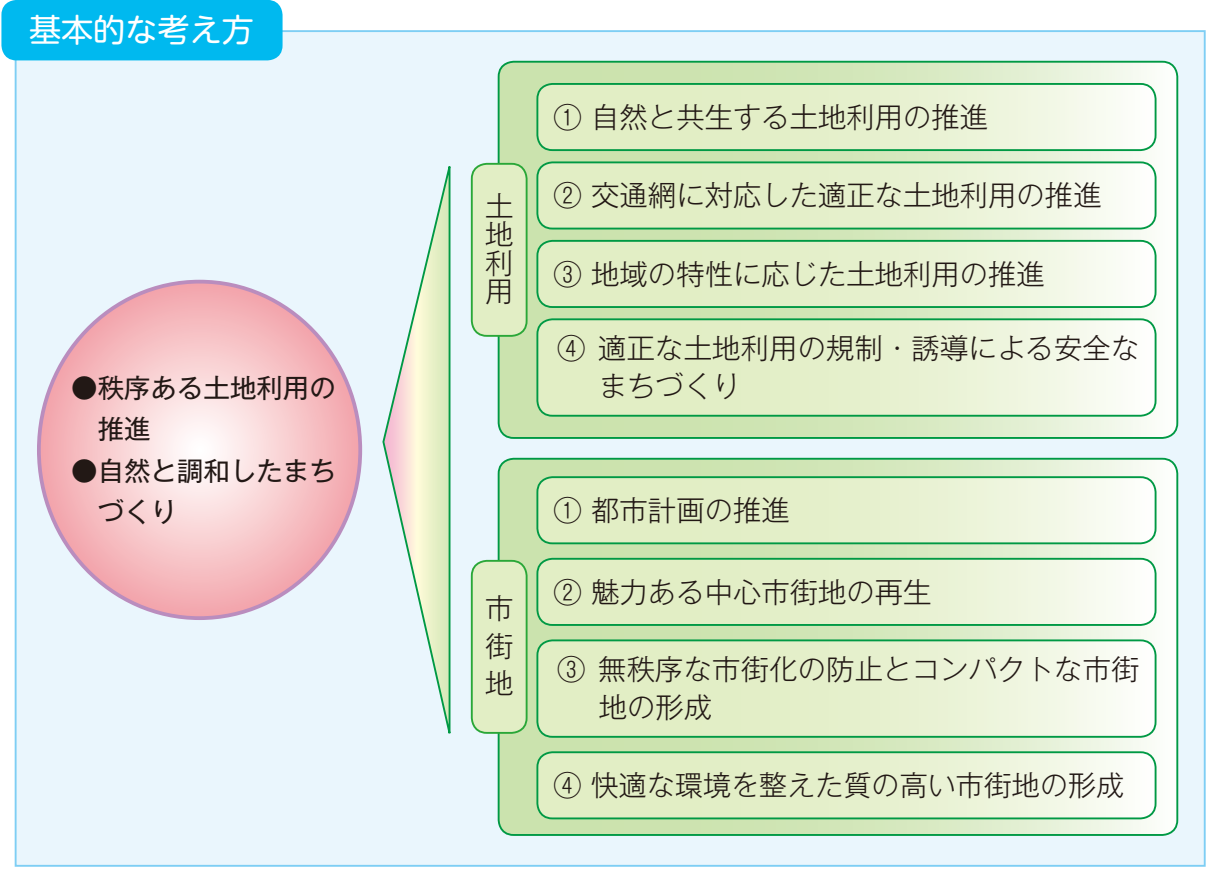 基本的な考え方
●秩序ある土地利用の
推進
●自然と調和したまち
づくり
土地利用
① 自然と共生する土地利用の推進
② 交通網に対応した適正な土地利用の推進
③ 地域の特性に応じた土地利用の推進
④ 適正な土地利用の規制・誘導による安全な
まちづくり
市街地
① 都市計画の推進
② 魅力ある中心市街地の再生
③ 無秩序な市街化の防止とコンパクトな市街
地の形成
④ 快適な環境を整えた質の高い市街地の形成